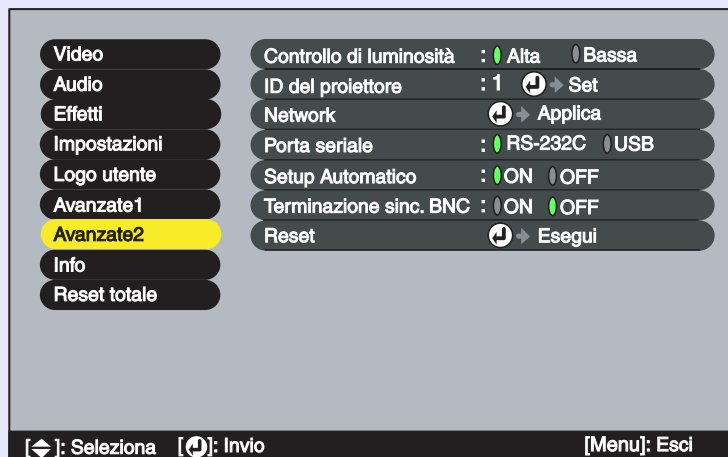 Video
Audio
Effetti
Impostazioni
Logo utente
Avanzate1
Avanzate2
Info
Reset totale
Controllo di luminosità : Alta Bassa
ID del proiettore : 1 Set
Network Applica
Porta seriale : RS-232C USB
Setup Automatico : ON OFF
Terminazione sinc. BNC : ON OFF
Reset Esegui
[ ]: Seleziona [ ]: Invio [Menu]: Esci